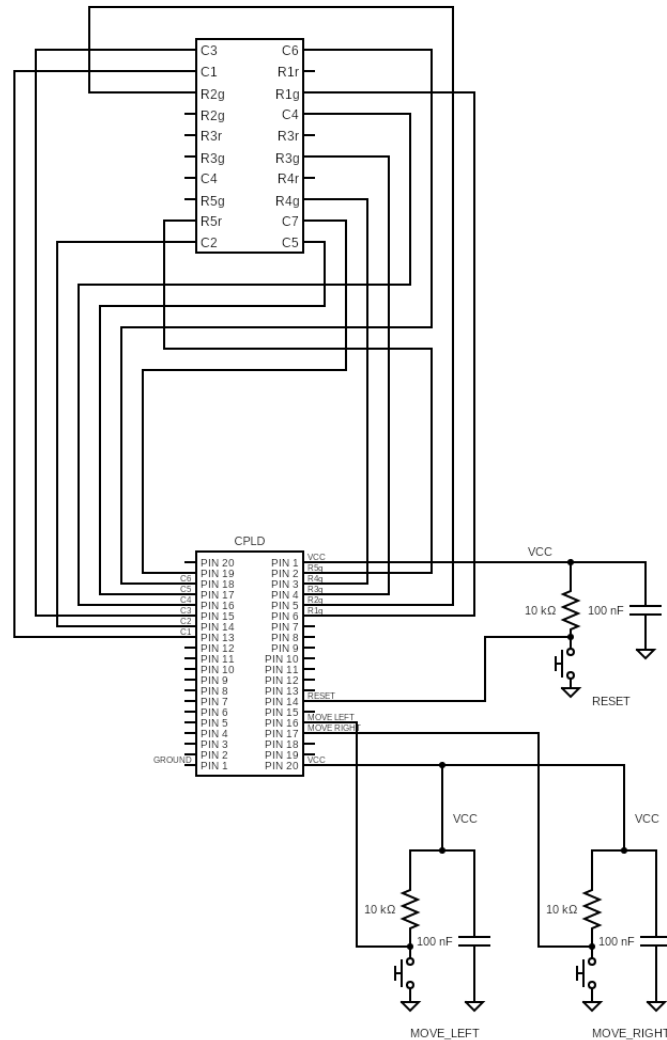 C3 C6
C1 R1r
R2g R1g
R2g C4
R3r R3r
R3g R3g
C4 R4r
R5g R4g
R5r C7
C2 C5
CPLD
PIN 20 PIN 1 VCC
PIN 19 PIN 2 R5g
C6 PIN 18 PIN 3 R4g
C5 PIN 17 PIN 4 R3g
C4 PIN 16 PIN 5 R2g
C3 PIN 15 PIN 6 R1g
C2 PIN 14 PIN 7
C1 PIN 13 PIN 8
PIN 12 PIN 9
PIN 11 PIN 10
PIN 10 PIN 11
PIN 9 PIN 12
PIN 8 PIN 13
PIN 7 PIN 14 RESET
PIN 6 PIN 15
PIN 5 PIN 16 MOVE LEFT
PIN 4 PIN 17 MOVE RIGHT
PIN 3 PIN 18
PIN 2 PIN 19
GROUND PIN 1 PIN 20 VCC
VCC
10 kΩ 100 nF
RESET
VCC VCC
10 kΩ 100 nF 10 kΩ 100 nF
MOVE_LEFT MOVE_RIGHT